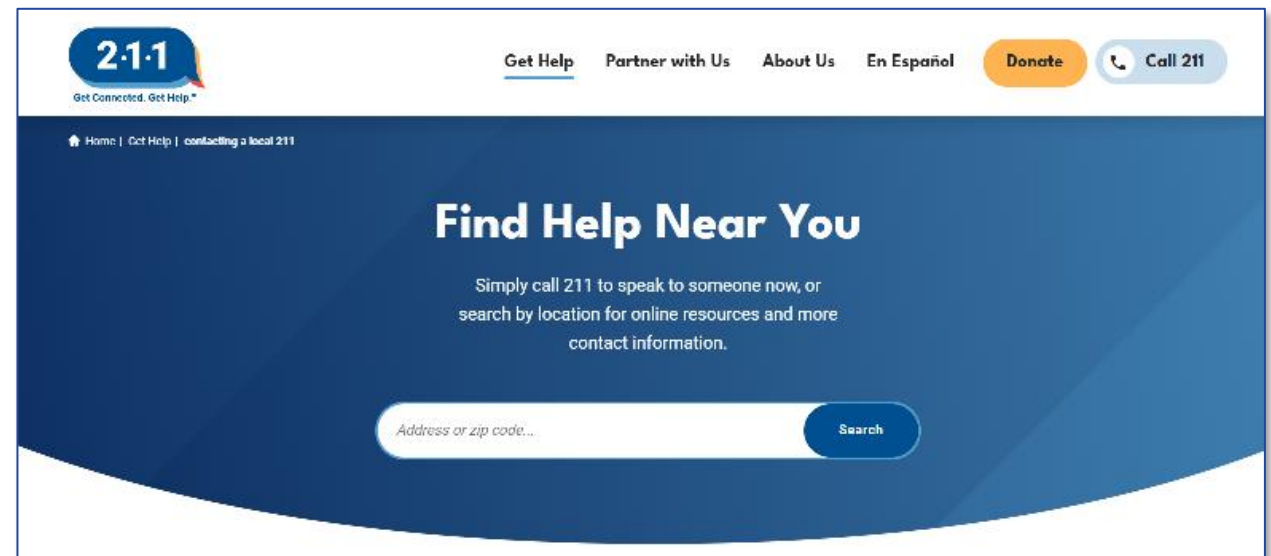 2·1·1
Get Connected. Get Help.™
Get Help Partner with Us About Us En Español Donate Call 211
Home | Get Help | contacting a local 211
Find Help Near You
Simply call 211 to speak to someone now, or
search by location for online resources and more
contact information.
Address or zip code... Search